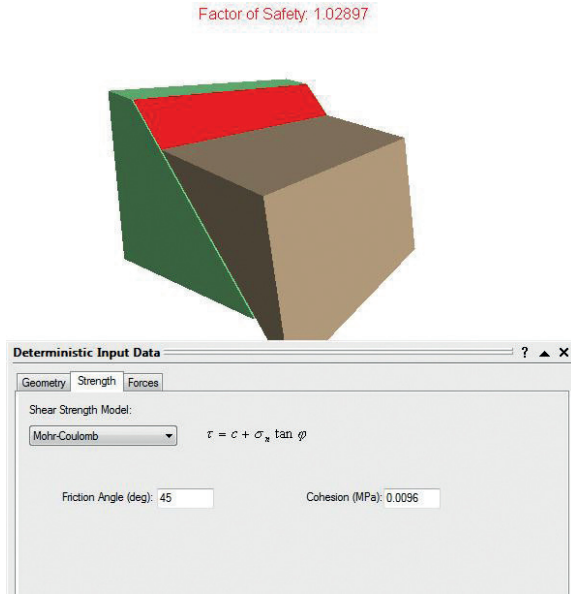 Factor of Safety: 1.02897
Deterministic Input Data ? ▲ X
Geometry Strength Forces
Shear Strength Model:
Mohr-Coulomb τ = c + σn tan φ
Friction Angle (deg): 45 Cohesion (MPa): 0.0096